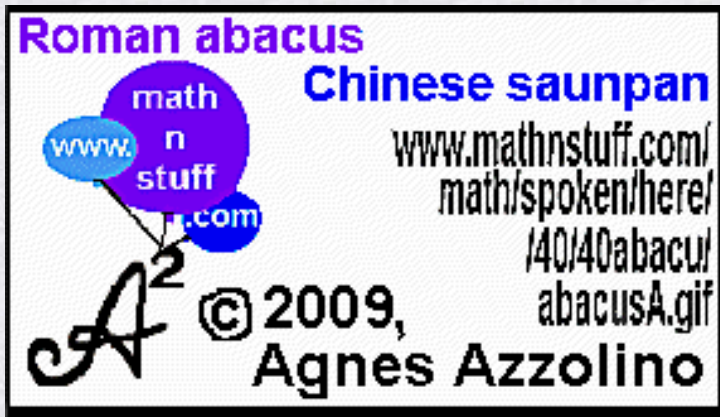 Roman abacus
Chinese saunpan
math
www.
n
stuff
.com
www.mathnstuff.com/
math/spoken/here/
/40/40abacu/
abacusA.gif
A²
© 2009,
Agnes Azzolino